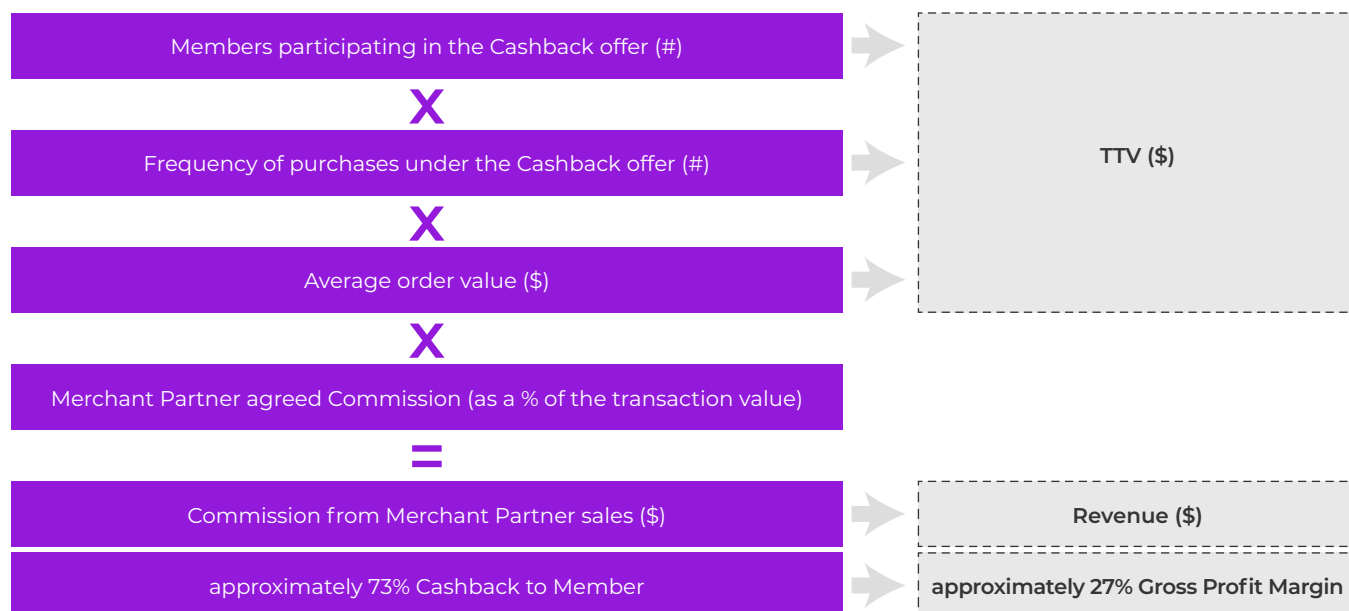 Members participating in the Cashback offer (#)
X
Frequency of purchases under the Cashback offer (#)
TTV ($)
X
Average order value ($)
X
Merchant Partner agreed Commission (as a % of the transaction value)
=
Commission from Merchant Partner sales ($)
Revenue ($)
approximately 73% Cashback to Member
approximately 27% Gross Profit Margin